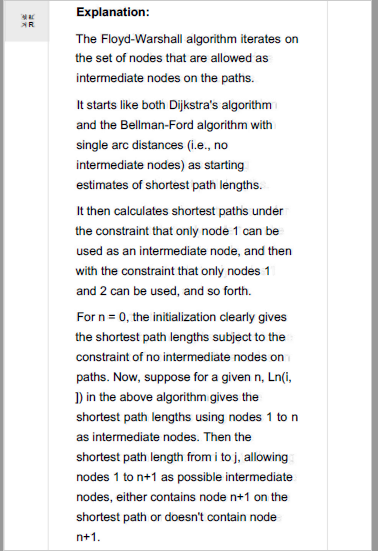 Explanation:
The Floyd-Warshall algorithm iterates on
the set of nodes that are allowed as
intermediate nodes on the paths.
It starts like both Dijkstra's algorithm
and the Bellman-Ford algorithm with
single arc distances (i.e., no
intermediate nodes) as starting
estimates of shortest path lengths.
It then calculates shortest paths under
the constraint that only node 1 can be
used as an intermediate node, and then
with the constraint that only nodes 1
and 2 can be used, and so forth.
For n = 0, the initialization clearly gives
the shortest path lengths subject to the
constraint of no intermediate nodes on
paths. Now, suppose for a given n, Ln(i,
]) in the above algorithm gives the
shortest path lengths using nodes 1 to n
as intermediate nodes. Then the
shortest path length from i to j, allowing
nodes 1 to n+1 as possible intermediate
nodes, either contains node n+1 on the
shortest path or doesn't contain node
n+1.